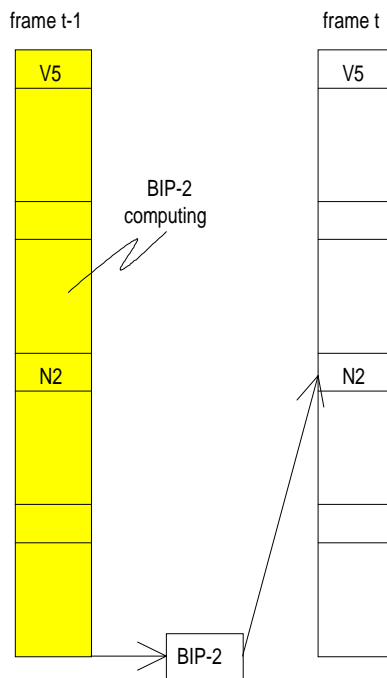 frame t-1
frame t
V5
V5
BIP-2
computing
N2
N2
BIP-2